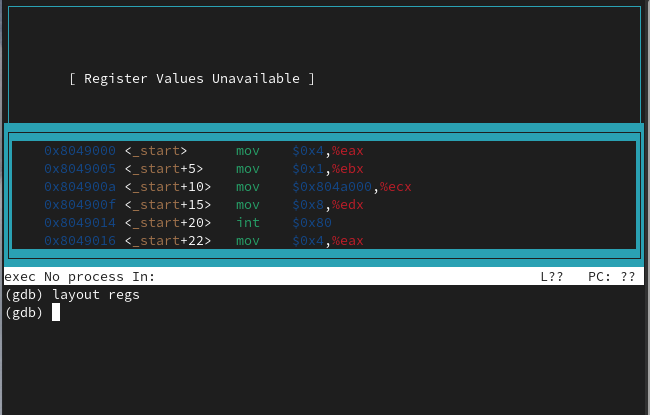 [ Register Values Unavailable ]
0x8049000 <_start> mov $0x4,%eax
0x8049005 <_start+5> mov $0x1,%ebx
0x804900a <_start+10> mov $0x804a000,%ecx
0x804900f <_start+15> mov $0x8,%edx
0x8049014 <_start+20> int $0x80
0x8049016 <_start+22> mov $0x4,%eax
exec No process In: L?? PC: ??
(gdb) layout regs
(gdb)